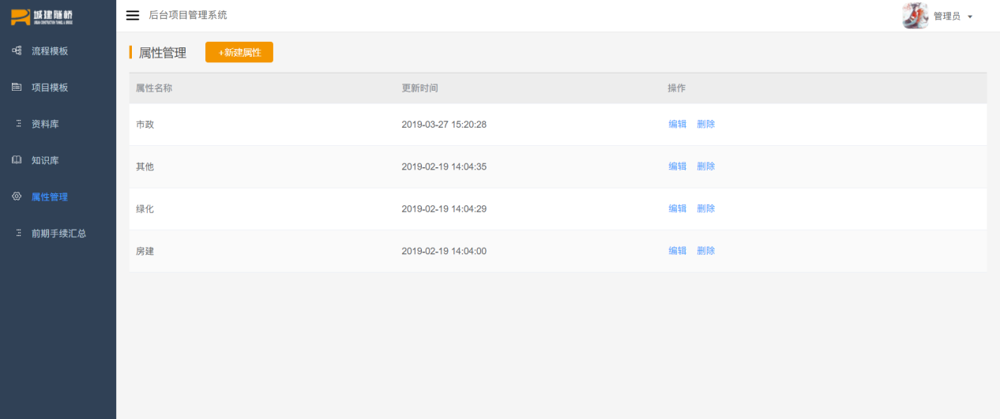 城建隧桥
URBAN CONSTRUCTION TUNNEL & BRIDGE
后台项目管理系统
管理员
流程模板
项目模板
资料库
知识库
属性管理
前期手续汇总
属性管理
+新建属性
属性名称 更新时间 操作
市政 2019-03-27 15:20:28 编辑 删除
其他 2019-02-19 14:04:35 编辑 删除
绿化 2019-02-19 14:04:29 编辑 删除
房建 2019-02-19 14:04:00 编辑 删除